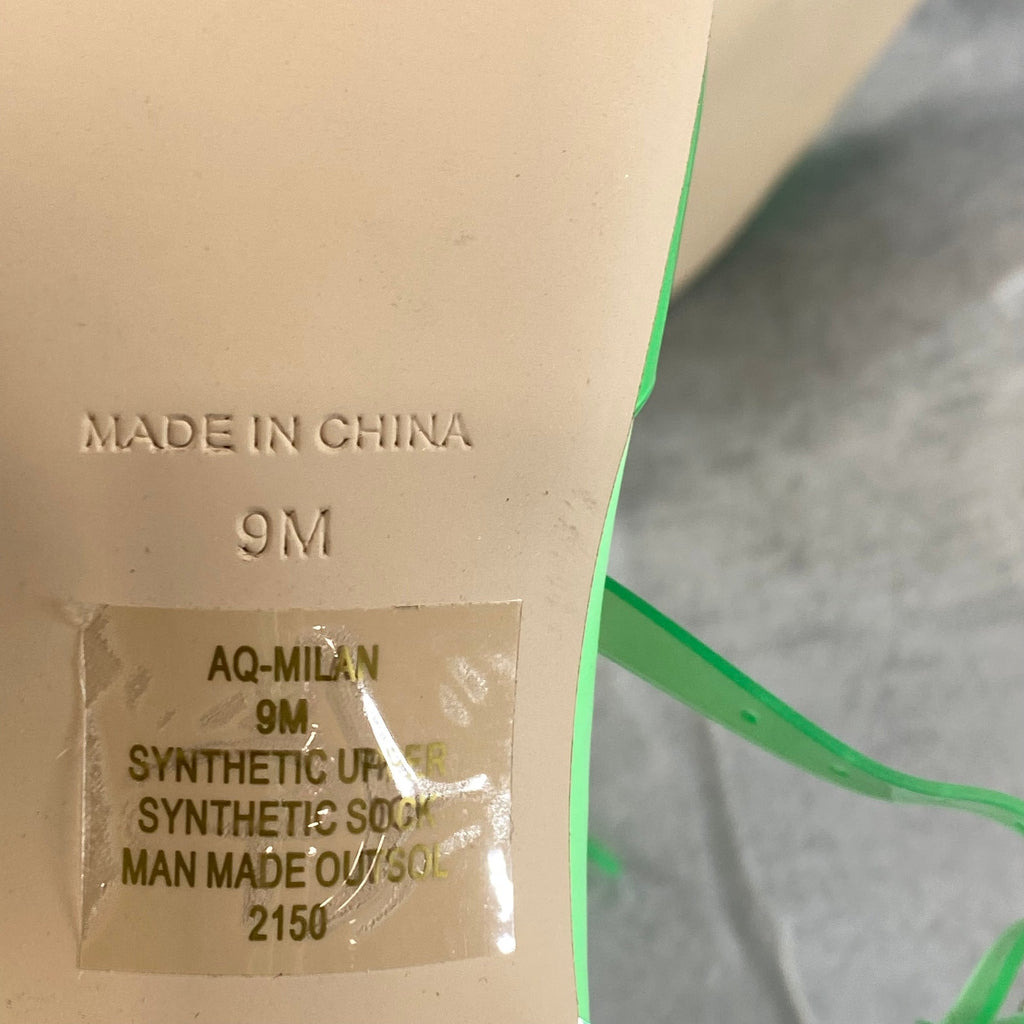 MADE IN CHINA
9M
AQ-MILAN
9M
SYNTHETIC UPPER
SYNTHETIC SOCK
MAN MADE OUTSOL
2150